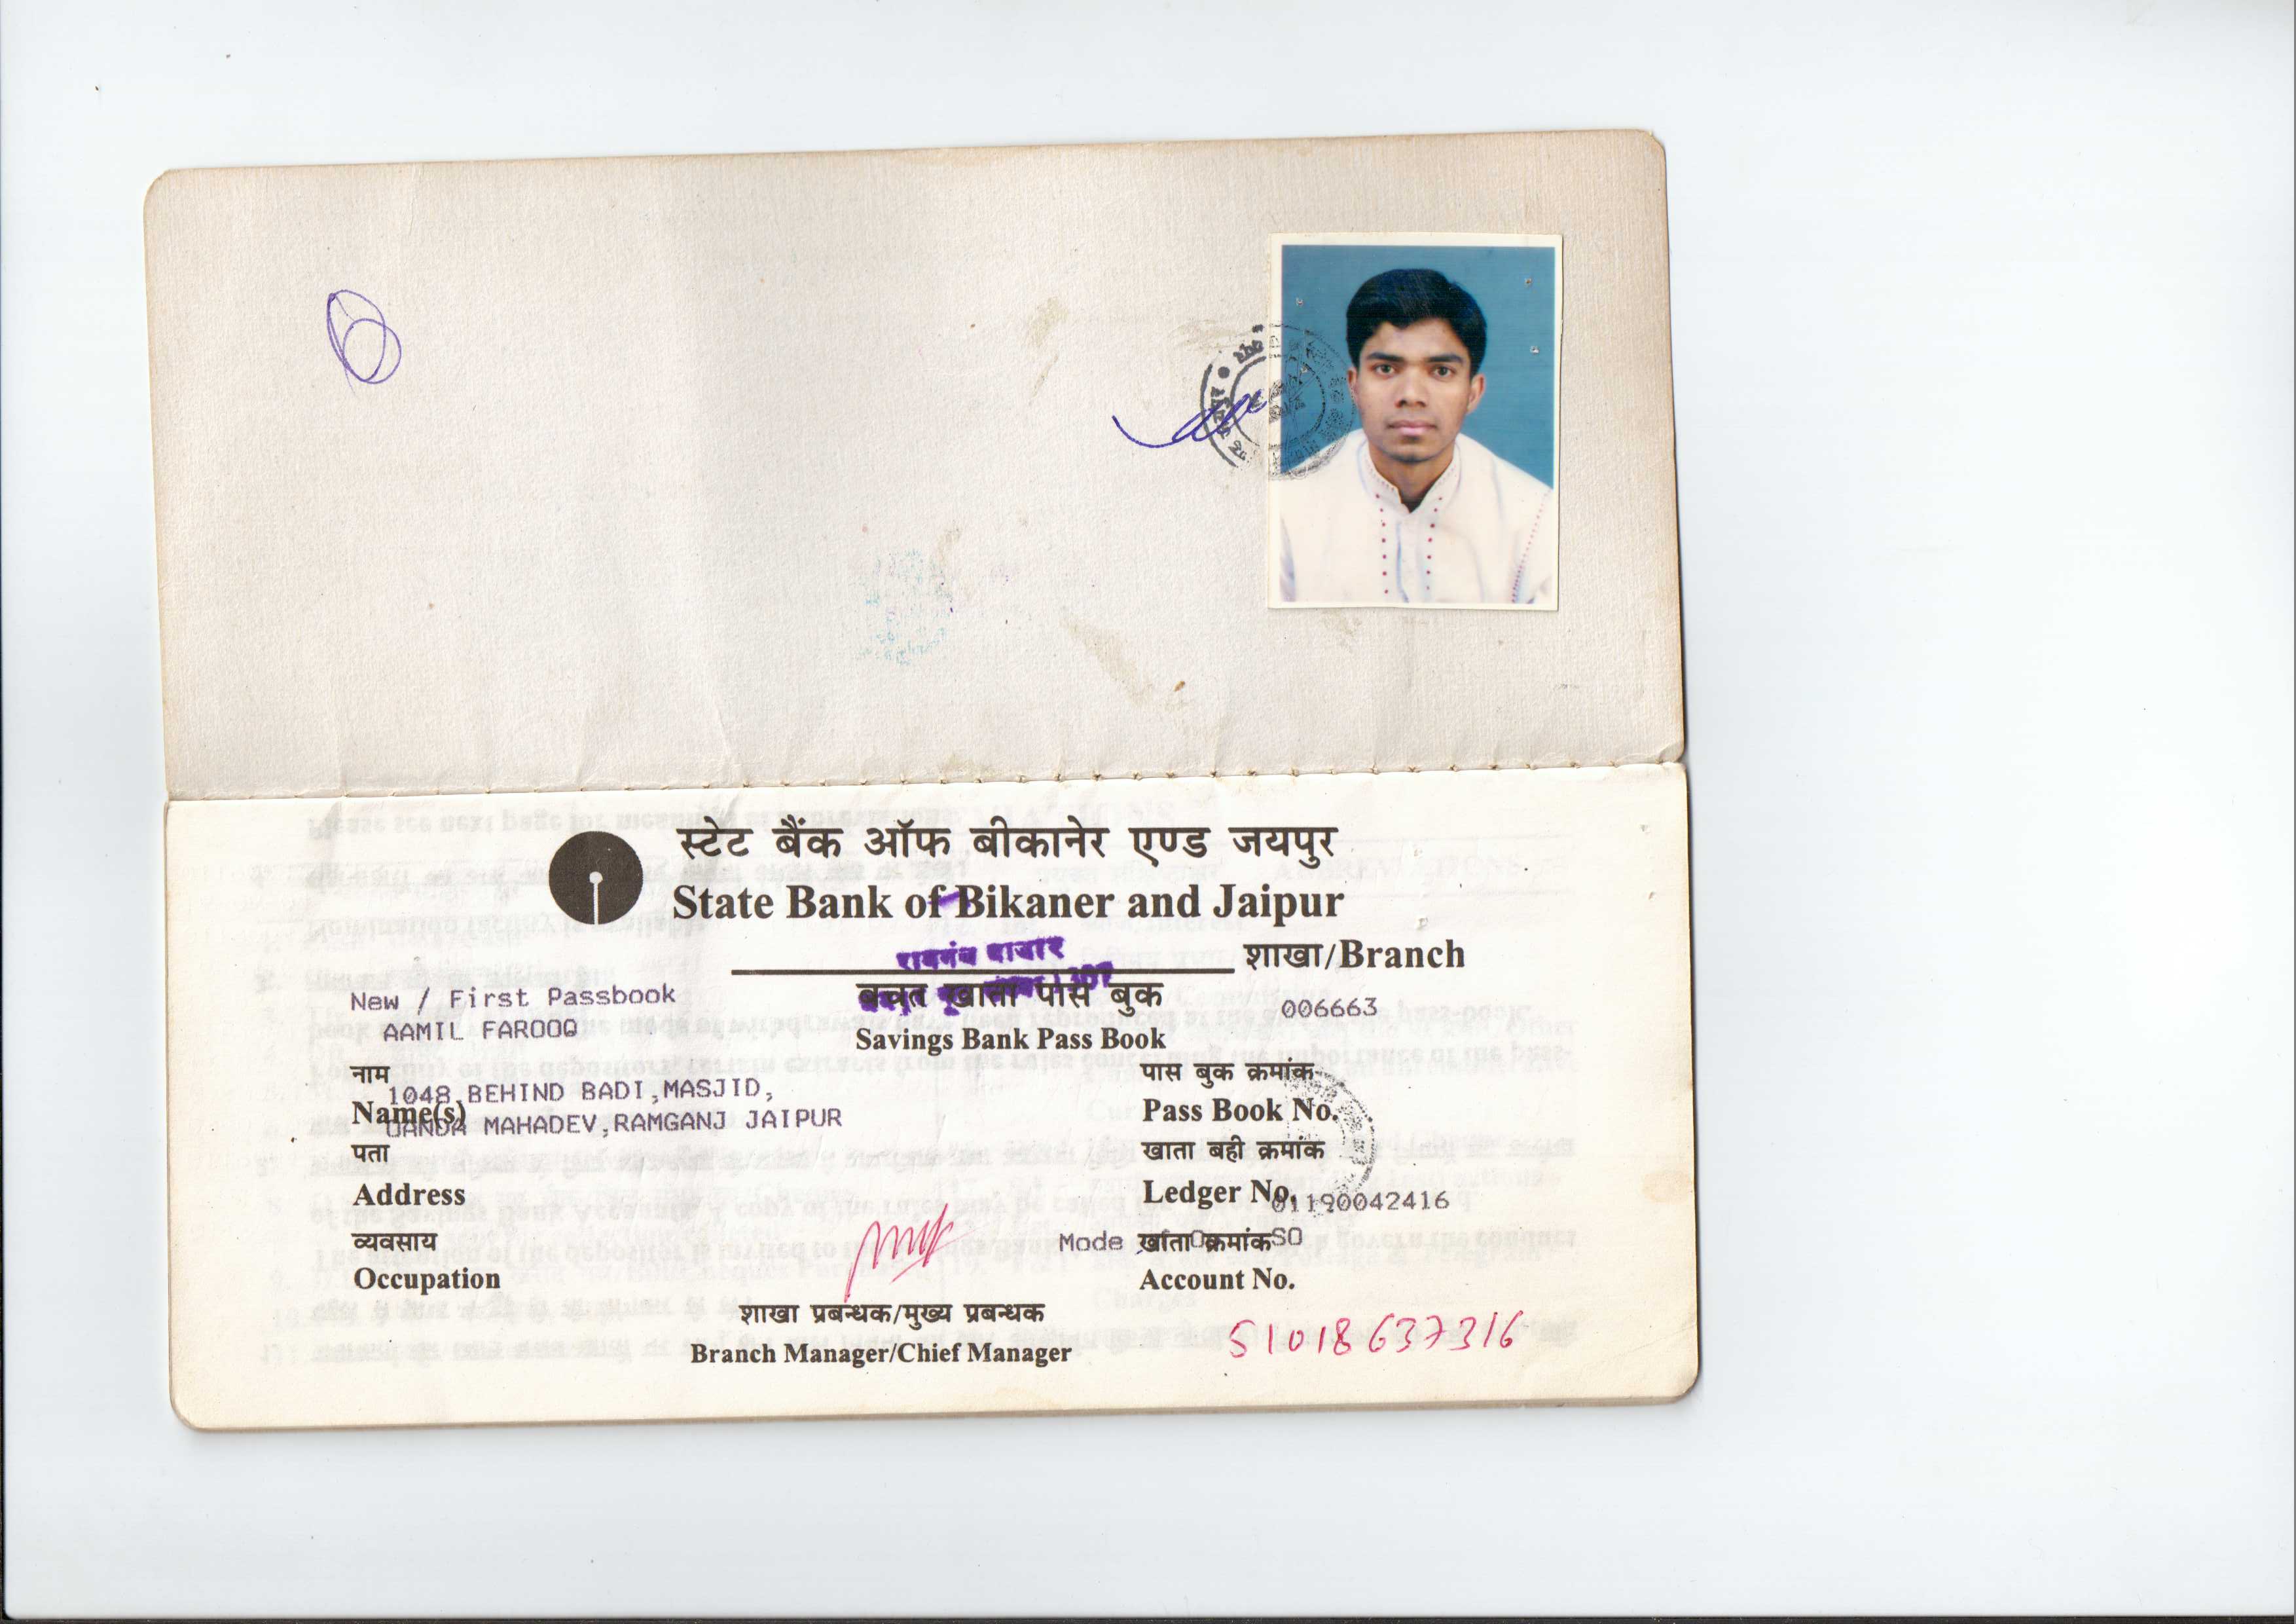 स्टेट बैंक ऑफ बीकानेर एण्ड जयपुर
State Bank of Bikaner and Jaipur
रामगंज बाजार
शाखा/Branch
New / First Passbook
बचत खाता पास बुक
006663
AAMIL FAROOQ
Savings Bank Pass Book
नाम
पास बुक क्रमांक
1048,BEHIND BADI,MASJID,
Name(s)
Pass Book No.
MAHADEV,RAMGANJ JAIPUR
पता
खाता बही क्रमांक
Address
Ledger No.
01190042416
व्यवसाय
Mode
खाता क्रमांक
SO
Occupation
Account No.
शाखा प्रबन्धक/मुख्य प्रबन्धक
51018637316
Branch Manager/Chief Manager